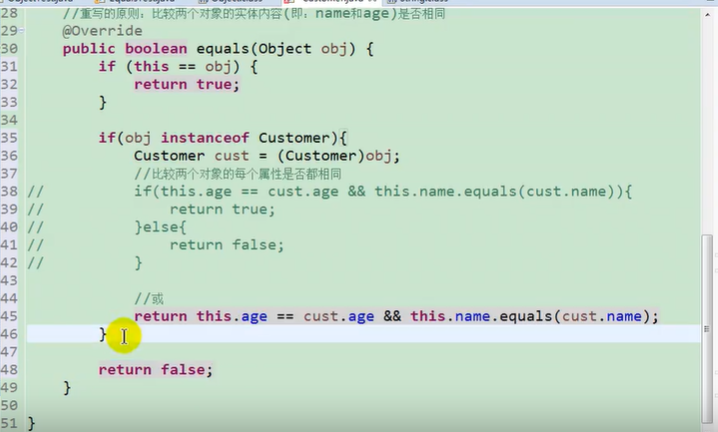 28 //重写的原则：比较两个对象的实体内容(即：name和age)是否相同
29 @Override
30 public boolean equals(Object obj) {
31 if (this == obj) {
32 return true;
33 }
34
35 if(obj instanceof Customer){
36 Customer cust = (Customer)obj;
37 //比较两个对象的每个属性是否都相同
38 // if(this.age == cust.age && this.name.equals(cust.name)){
39 // return true;
40 // }else{
41 // return false;
42 // }
43
44 //或
45 return this.age == cust.age && this.name.equals(cust.name);
46 }
47
48 return false;
49 }
50
51 }